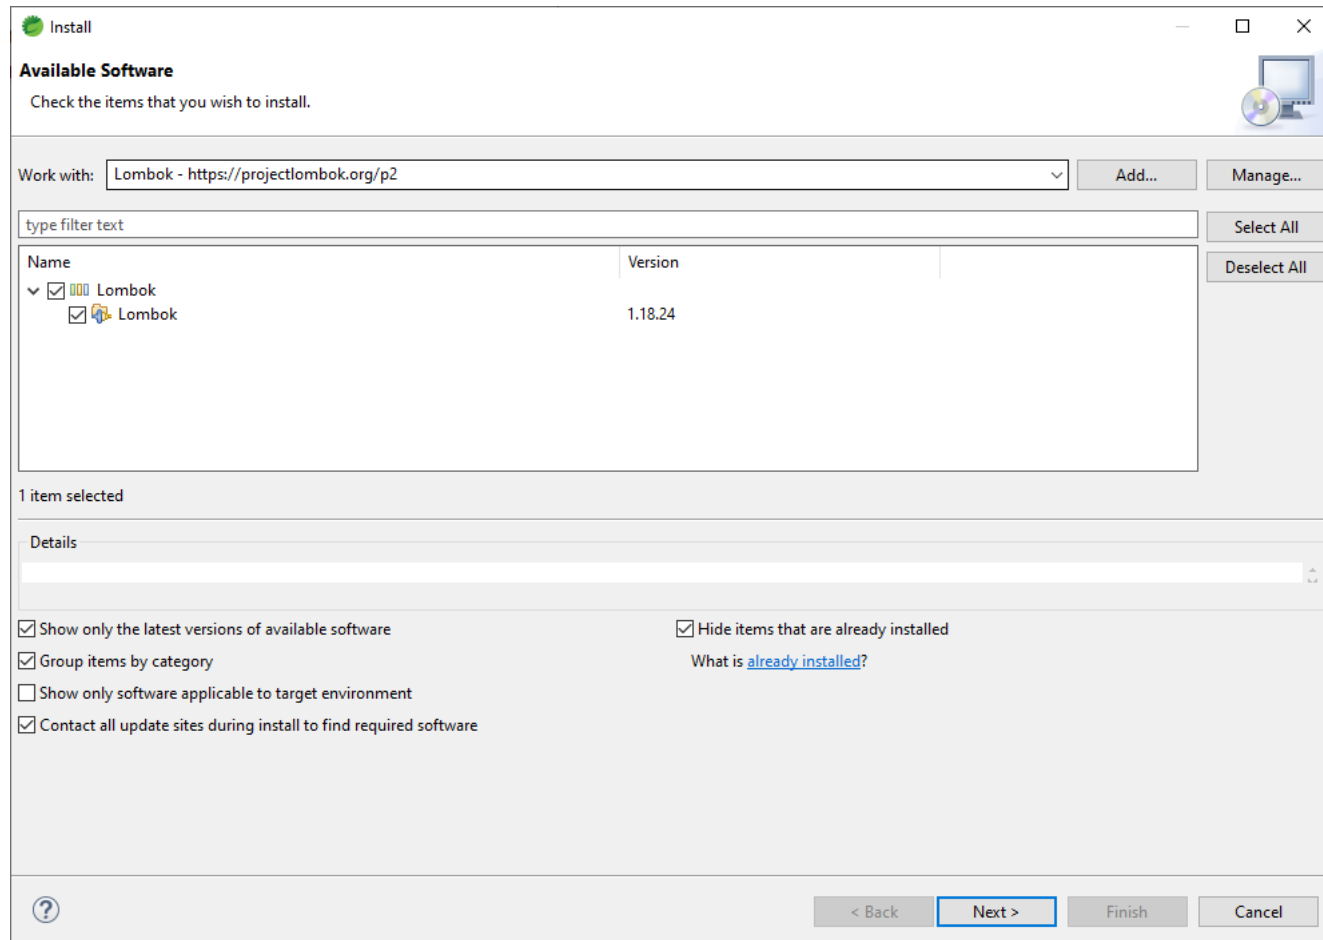 Install
Available Software
Check the items that you wish to install.
Work with: Lombok - https://projectlombok.org/p2 Add... Manage...
type filter text Select All
Name Version Deselect All
Lombok
Lombok 1.18.24
1 item selected
Details
Show only the latest versions of available software Hide items that are already installed
Group items by category What is already installed?
Show only software applicable to target environment
Contact all update sites during install to find required software
? < Back Next > Finish Cancel